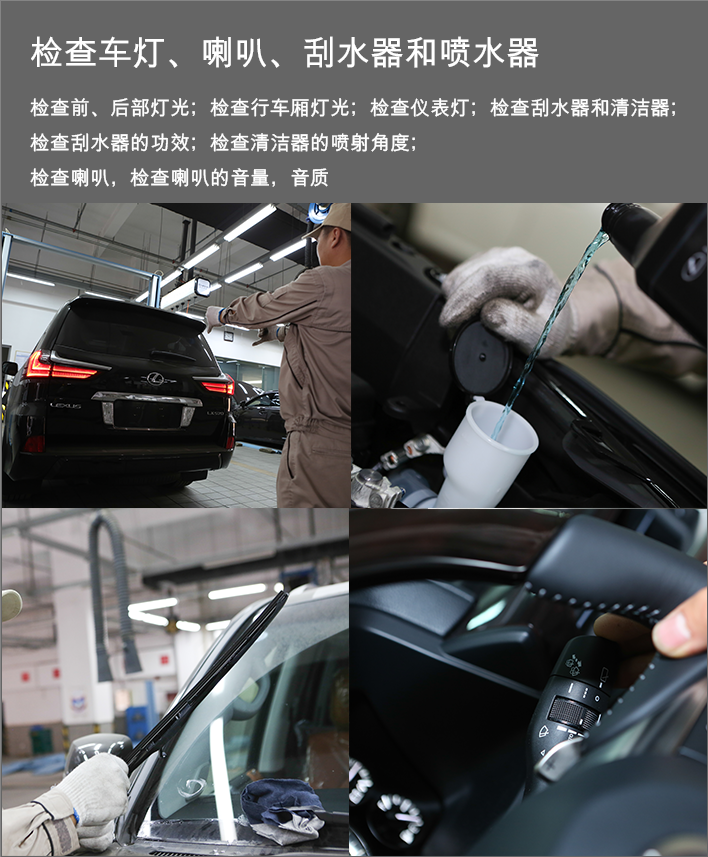 检查车灯、喇叭、刮水器和喷水器
检查前、后部灯光；检查行车厢灯光；检查仪表灯；检查刮水器和清洁器；
检查刮水器的功效；检查清洁器的喷射角度；
检查喇叭，检查喇叭的音量，音质
LEXUS